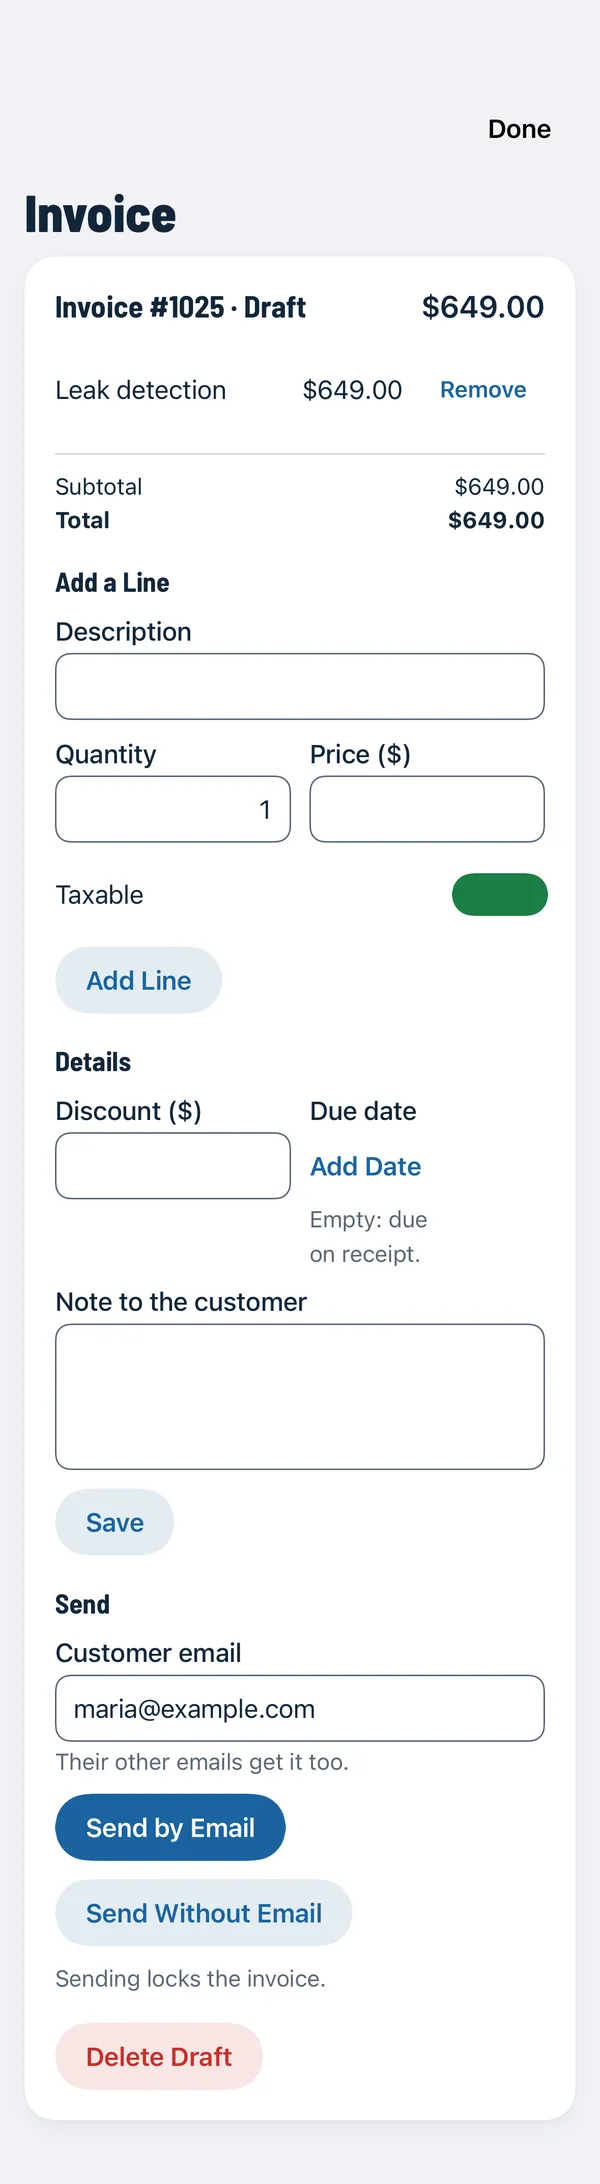 Done
Invoice
Invoice #1025 · Draft $649.00
Leak detection $649.00 Remove
Subtotal $649.00
Total $649.00
Add a Line
Description
Quantity Price ($)
1
Taxable
Add Line
Details
Discount ($) Due date
Add Date
Empty: due
on receipt.
Note to the customer
Save
Send
Customer email
maria@example.com
Their other emails get it too.
Send by Email
Send Without Email
Sending locks the invoice.
Delete Draft